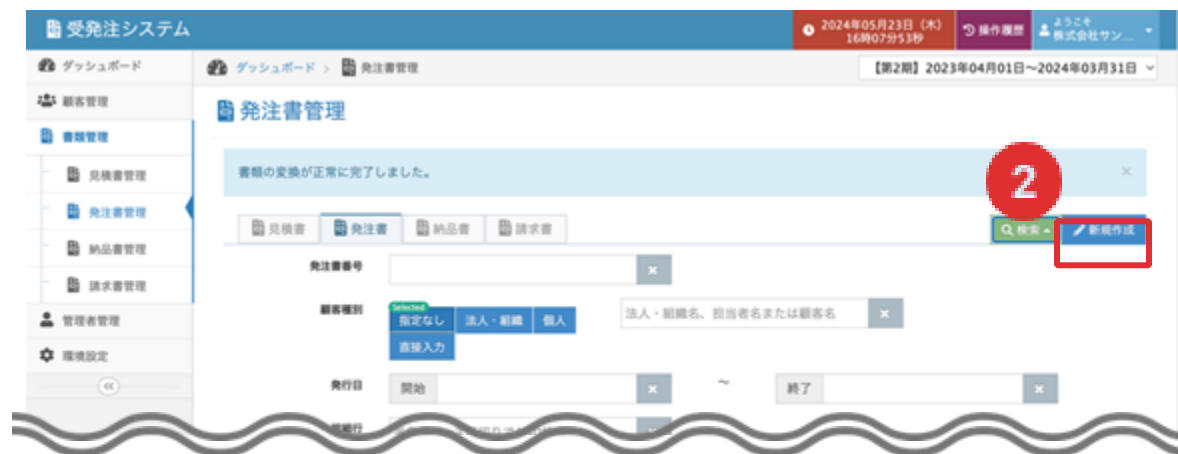 受発注システム
2024年05月23日（木）
16時07分53秒
操作履歴
ようこそ
株式会社サン...
ダッシュボード
顧客管理
書類管理
見積書管理
発注書管理
納品書管理
請求書管理
管理者管理
環境設定
ダッシュボード > 発注書管理
【第2期】2023年04月01日～2024年03月31日
発注書管理
書類の変換が正常に完了しました。
×
2
見積書 発注書 納品書 請求書
検索
新規作成
発注書番号
×
顧客種別
Selected
指定なし 法人・組織 個人
直接入力
法人・組織名、担当者名または顧客名
×
発行日 開始 × ～ 終了 ×